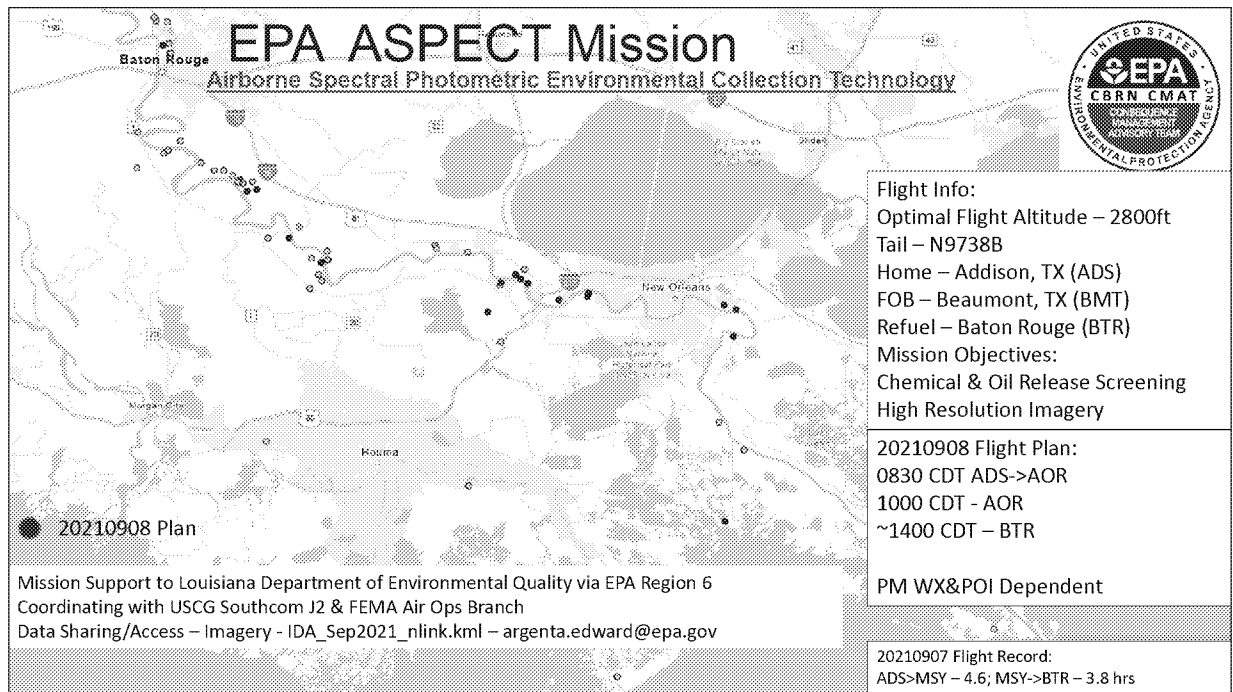 EPA ASPECT Mission
Airborne Spectral Photometric Environmental Collection Technology
UNITED STATES
ENVIRONMENTAL PROTECTION AGENCY
EPA
CBRN CMAT
CONSEQUENCE
MANAGEMENT
ADVISORY TEAM
Baton Rouge
Slidell
New Orleans
Morgan City
Houma
Flight Info:
Optimal Flight Altitude – 2800ft
Tail – N9738B
Home – Addison, TX (ADS)
FOB – Beaumont, TX (BMT)
Refuel – Baton Rouge (BTR)
Mission Objectives:
Chemical & Oil Release Screening
High Resolution Imagery
20210908 Flight Plan:
0830 CDT ADS->AOR
1000 CDT - AOR
~1400 CDT – BTR
PM WX&POI Dependent
20210908 Plan
Mission Support to Louisiana Department of Environmental Quality via EPA Region 6
Coordinating with USCG Southcom J2 & FEMA Air Ops Branch
Data Sharing/Access – Imagery - IDA_Sep2021_nlink.kml – argenta.edward@epa.gov
20210907 Flight Record:
ADS>MSY – 4.6; MSY->BTR – 3.8 hrs